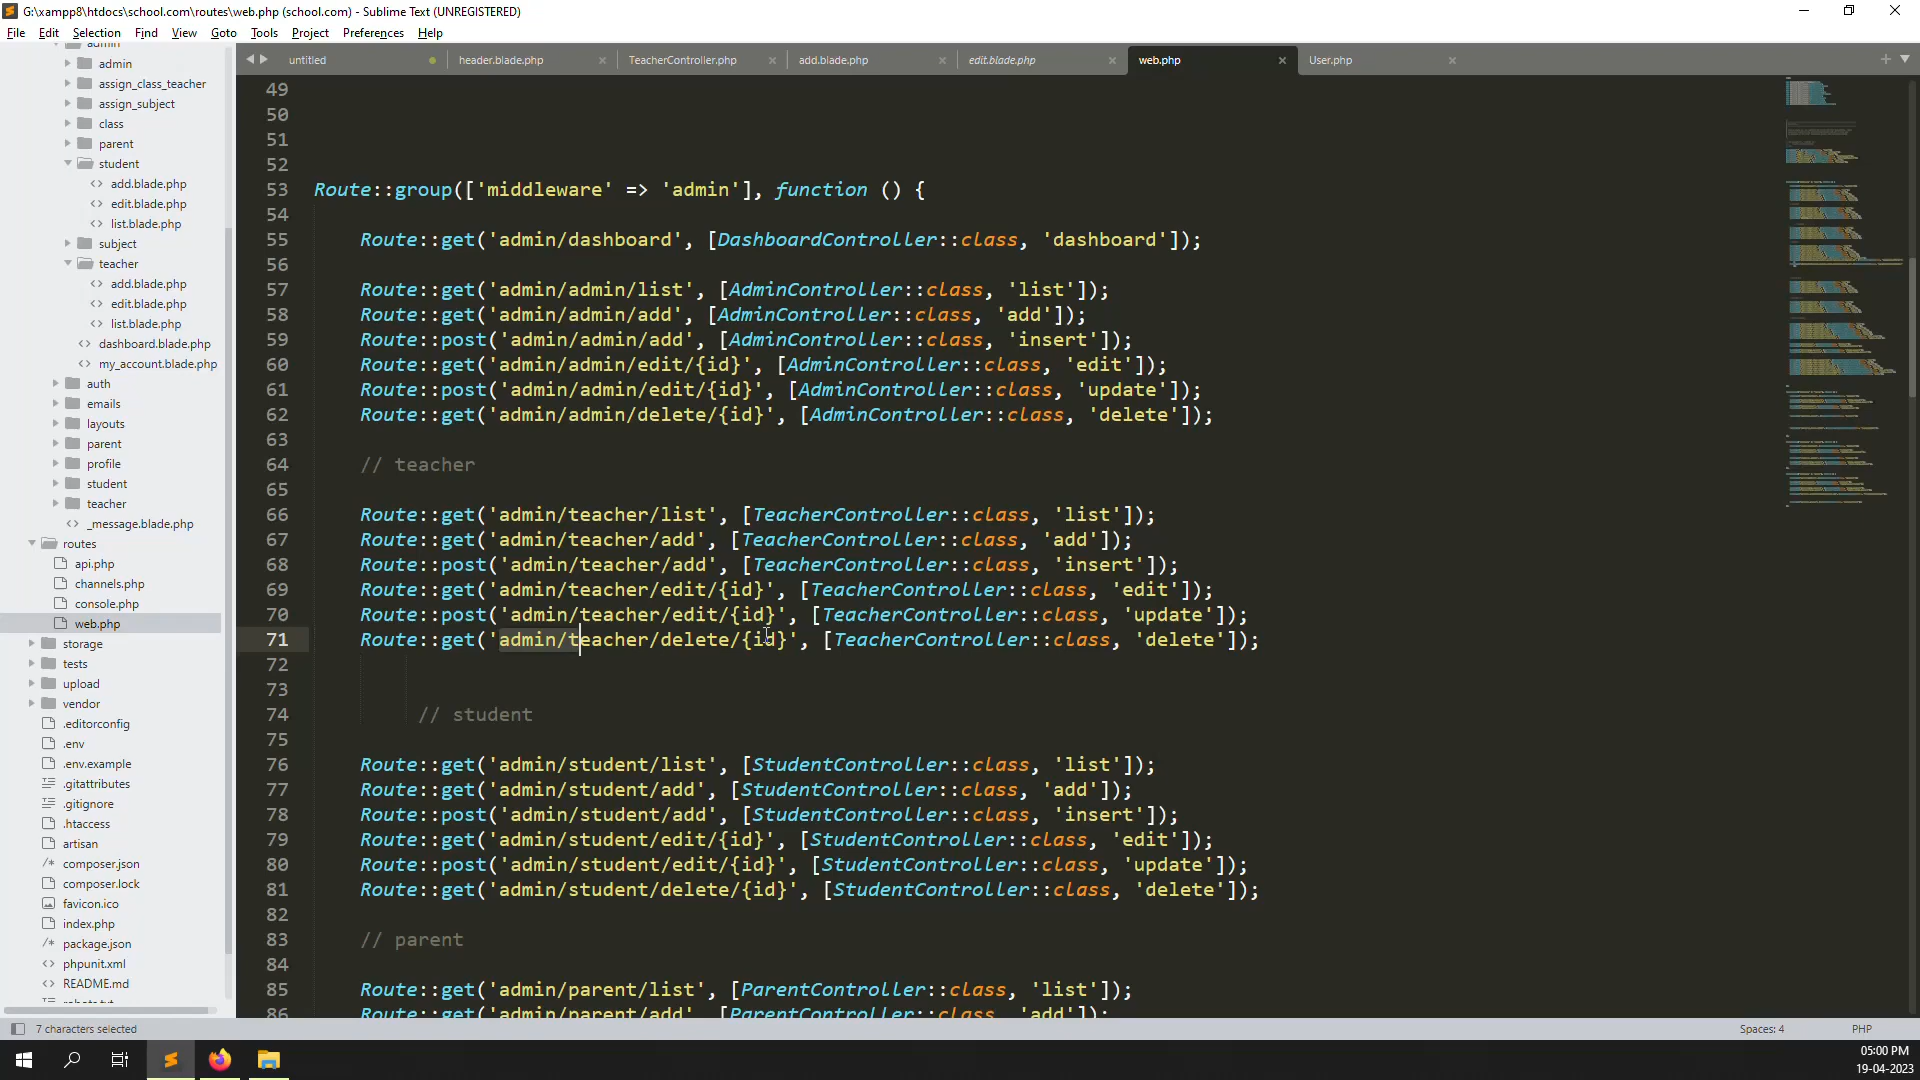 G:\xampp8\htdocs\school.com\routes\web.php (school.com) - Sublime Text (UNREGISTERED)
File Edit Selection Find View Goto Tools Project Preferences Help
admin
admin
assign_class_teacher
assign_subject
class
parent
student
add.blade.php
edit.blade.php
list.blade.php
subject
teacher
add.blade.php
edit.blade.php
list.blade.php
dashboard.blade.php
my_account.blade.php
auth
emails
layouts
parent
profile
student
teacher
_message.blade.php
routes
api.php
channels.php
console.php
web.php
storage
tests
upload
vendor
.editorconfig
.env
.env.example
.gitattributes
.gitignore
.htaccess
artisan
composer.json
composer.lock
favicon.ico
index.php
package.json
phpunit.xml
README.md
robots.txt
untitled header.blade.php TeacherController.php add.blade.php edit.blade.php web.php User.php
49
50
51
52
53 Route::group(['middleware' => 'admin'], function () {
54
55 Route::get('admin/dashboard', [DashboardController::class, 'dashboard']);
56
57 Route::get('admin/admin/list', [AdminController::class, 'list']);
58 Route::get('admin/admin/add', [AdminController::class, 'add']);
59 Route::post('admin/admin/add', [AdminController::class, 'insert']);
60 Route::get('admin/admin/edit/{id}', [AdminController::class, 'edit']);
61 Route::post('admin/admin/edit/{id}', [AdminController::class, 'update']);
62 Route::get('admin/admin/delete/{id}', [AdminController::class, 'delete']);
63
64 // teacher
65
66 Route::get('admin/teacher/list', [TeacherController::class, 'list']);
67 Route::get('admin/teacher/add', [TeacherController::class, 'add']);
68 Route::post('admin/teacher/add', [TeacherController::class, 'insert']);
69 Route::get('admin/teacher/edit/{id}', [TeacherController::class, 'edit']);
70 Route::post('admin/teacher/edit/{id}', [TeacherController::class, 'update']);
71 Route::get('admin/teacher/delete/{id}', [TeacherController::class, 'delete']);
72
73
74 // student
75
76 Route::get('admin/student/list', [StudentController::class, 'list']);
77 Route::get('admin/student/add', [StudentController::class, 'add']);
78 Route::post('admin/student/add', [StudentController::class, 'insert']);
79 Route::get('admin/student/edit/{id}', [StudentController::class, 'edit']);
80 Route::post('admin/student/edit/{id}', [StudentController::class, 'update']);
81 Route::get('admin/student/delete/{id}', [StudentController::class, 'delete']);
82
83 // parent
84
85 Route::get('admin/parent/list', [ParentController::class, 'list']);
86 Route::get('admin/parent/add', [ParentController::class, 'add']);
7 characters selected Spaces: 4 PHP
05:00 PM
19-04-2023